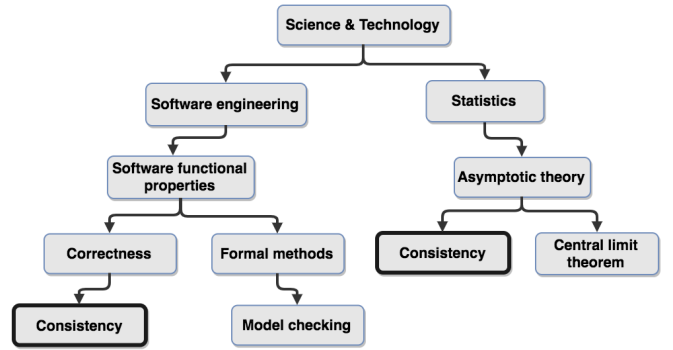 Science & Technology
Software engineering
Statistics
Software functional
properties
Asymptotic theory
Correctness
Formal methods
Consistency
Central limit
theorem
Consistency
Model checking